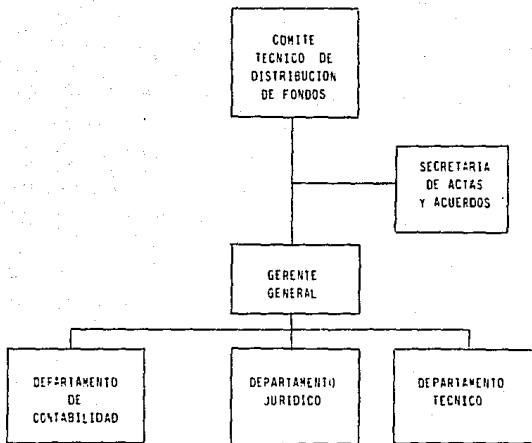 COMITE
TECNICO DE
DISTRIBUCION
DE FONDOS
SECRETARIA
DE ACTAS
Y ACUERDOS
GERENTE
GENERAL
DEPARTAMENTO
DE
CONTABILIDAD
DEPARTAMENTO
JURIDICO
DEPARTAMENTO
TECNICO